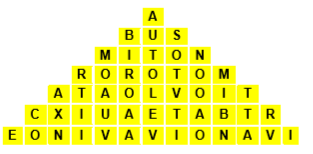 A
B U S
M I T O N
R O R O T O M
A T A O L V O I T
C X I U A E T A B T R
E O N I V A V I O N A V I